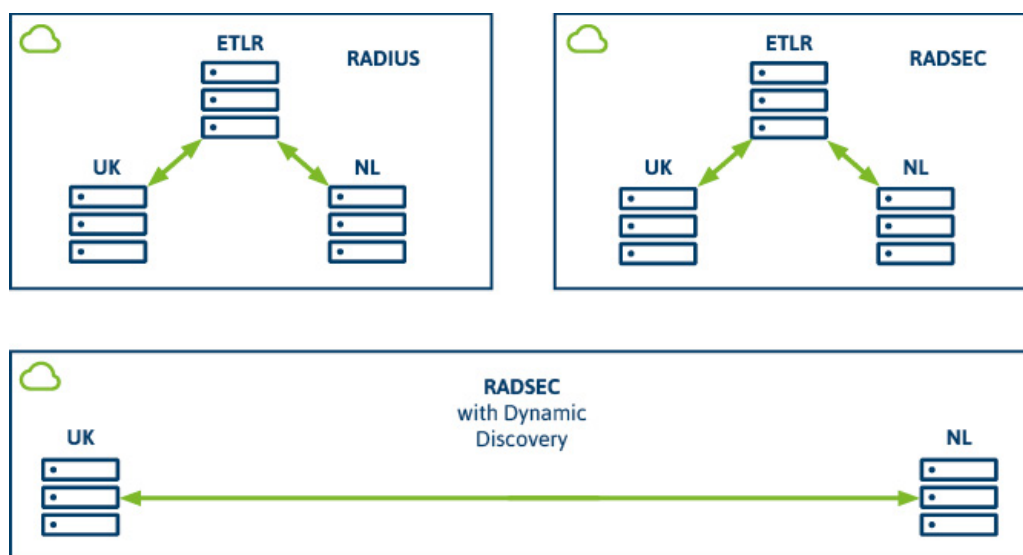 ETLR
RADIUS
UK
NL
ETLR
RADSEC
UK
NL
RADSEC
with Dynamic
Discovery
UK
NL